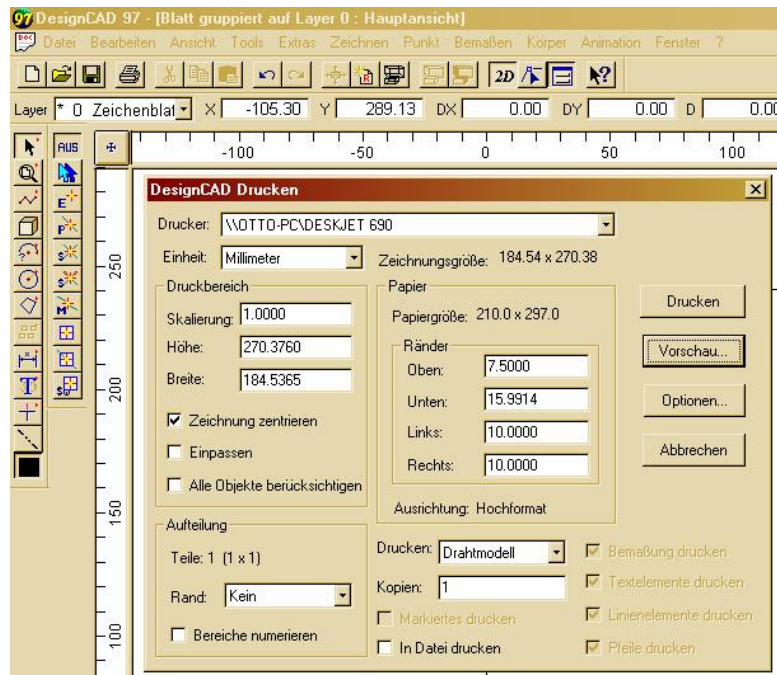 DesignCAD 97 - [Blatt gruppiert auf Layer 0 : Hauptansicht]
Datei Bearbeiten Ansicht Tools Extras Zeichnen Punkt Bemaßen Körper Animation Fenster ?
2D
Layer * 0 Zeichenblat X -105.30 Y 289.13 DX 0.00 DY 0.00 D 0.00
AUS
-100 -50 0 50 100
DesignCAD Drucken
Drucker: \\OTTO-PC\DESKJET 690
Einheit: Millimeter
Zeichnungsgröße: 184.54 x 270.38
Druckbereich
Skalierung: 1.0000
Höhe: 270.3760
Breite: 184.5365
Zeichnung zentrieren
Einpassen
Alle Objekte berücksichtigen
Papier
Papiergröße: 210.0 x 297.0
Ränder
Oben: 7.5000
Unten: 15.9914
Links: 10.0000
Rechts: 10.0000
Ausrichtung: Hochformat
Drucken
Vorschau...
Optionen...
Abbrechen
Aufteilung
Teile: 1 (1 x 1)
Rand: Kein
Bereiche numerieren
Drucken: Drahtmodell
Kopien: 1
Markiertes drucken
In Datei drucken
Bemaßung drucken
Textelemente drucken
Linienelemente drucken
Pfeile drucken
250
200
150
100